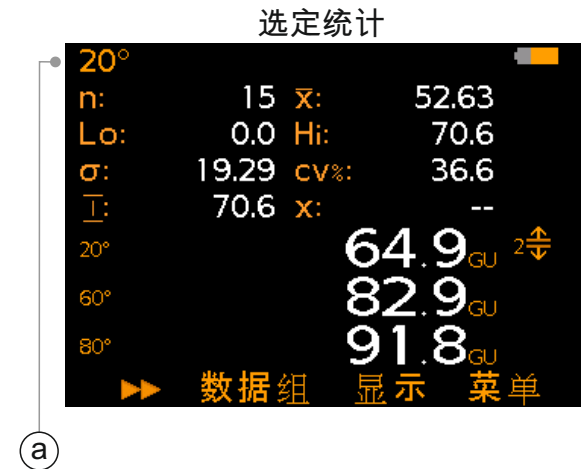 选定统计
20°
n: 15 x̅: 52.63
Lo: 0.0 Hi: 70.6
σ: 19.29 cv%: 36.6
工: 70.6 x: --
20° 64.9GU 2
60° 82.9GU
80° 91.8GU
数据组 显示 菜单
a